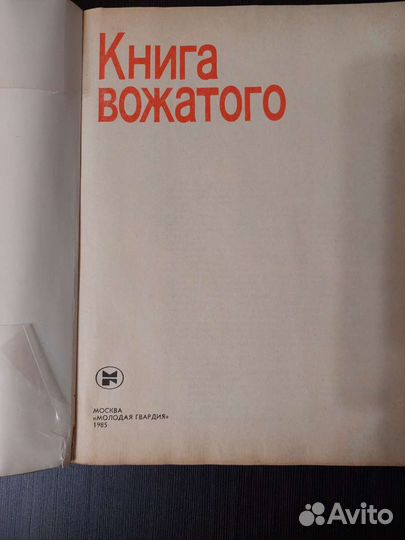 Книга
вожатого
МОСКВА
«МОЛОДАЯ ГВАРДИЯ»
1985
Avito